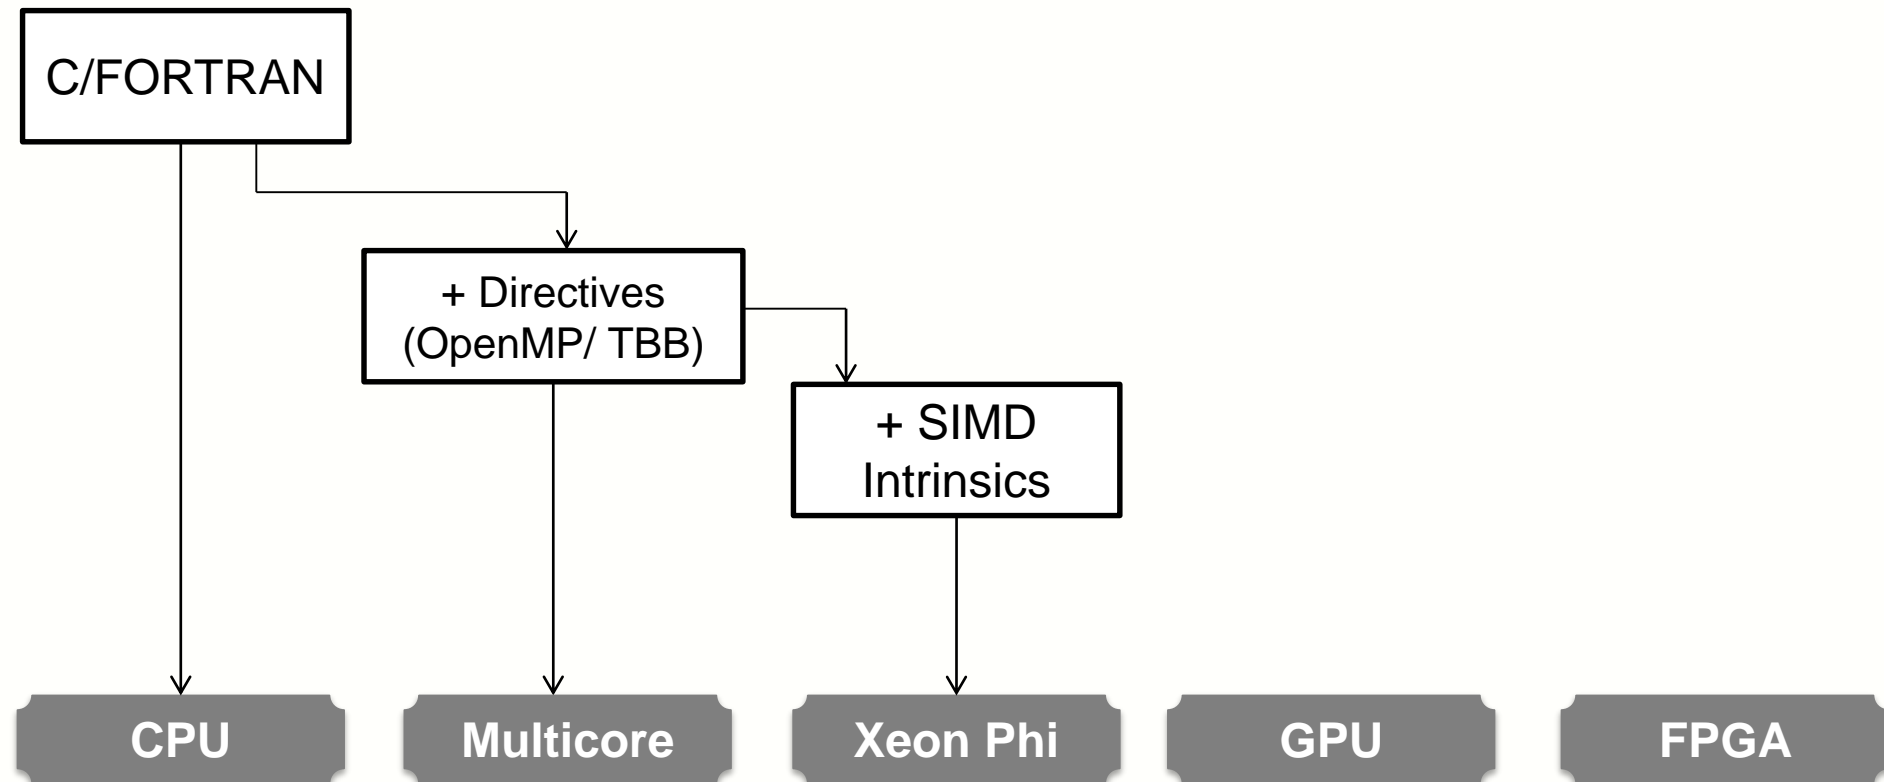 C/FORTRAN
+ Directives
(OpenMP/ TBB)
+ SIMD
Intrinsics
CPU
Multicore
Xeon Phi
GPU
FPGA